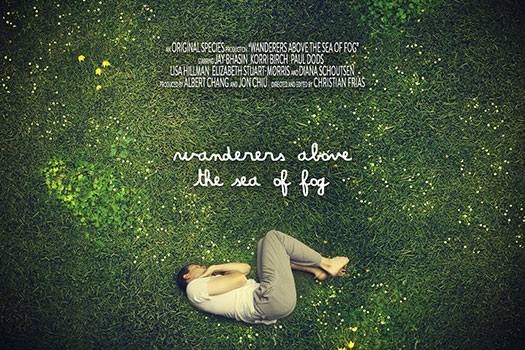 AN ORIGINAL SPECIES PRODUCTION "WANDERERS ABOVE THE SEA OF FOG"
STARRING JAY BHASIN KORRI BIRCH PAUL DODS
LISA HILLMAN ELIZABETH STUART-MORRIS AND DIANA SCHOUTSEN
PRODUCED BY ALBERT CHANG AND JON CHIU DIRECTED AND EDITED BY CHRISTIAN FRIAS
wanderers above
the sea of fog